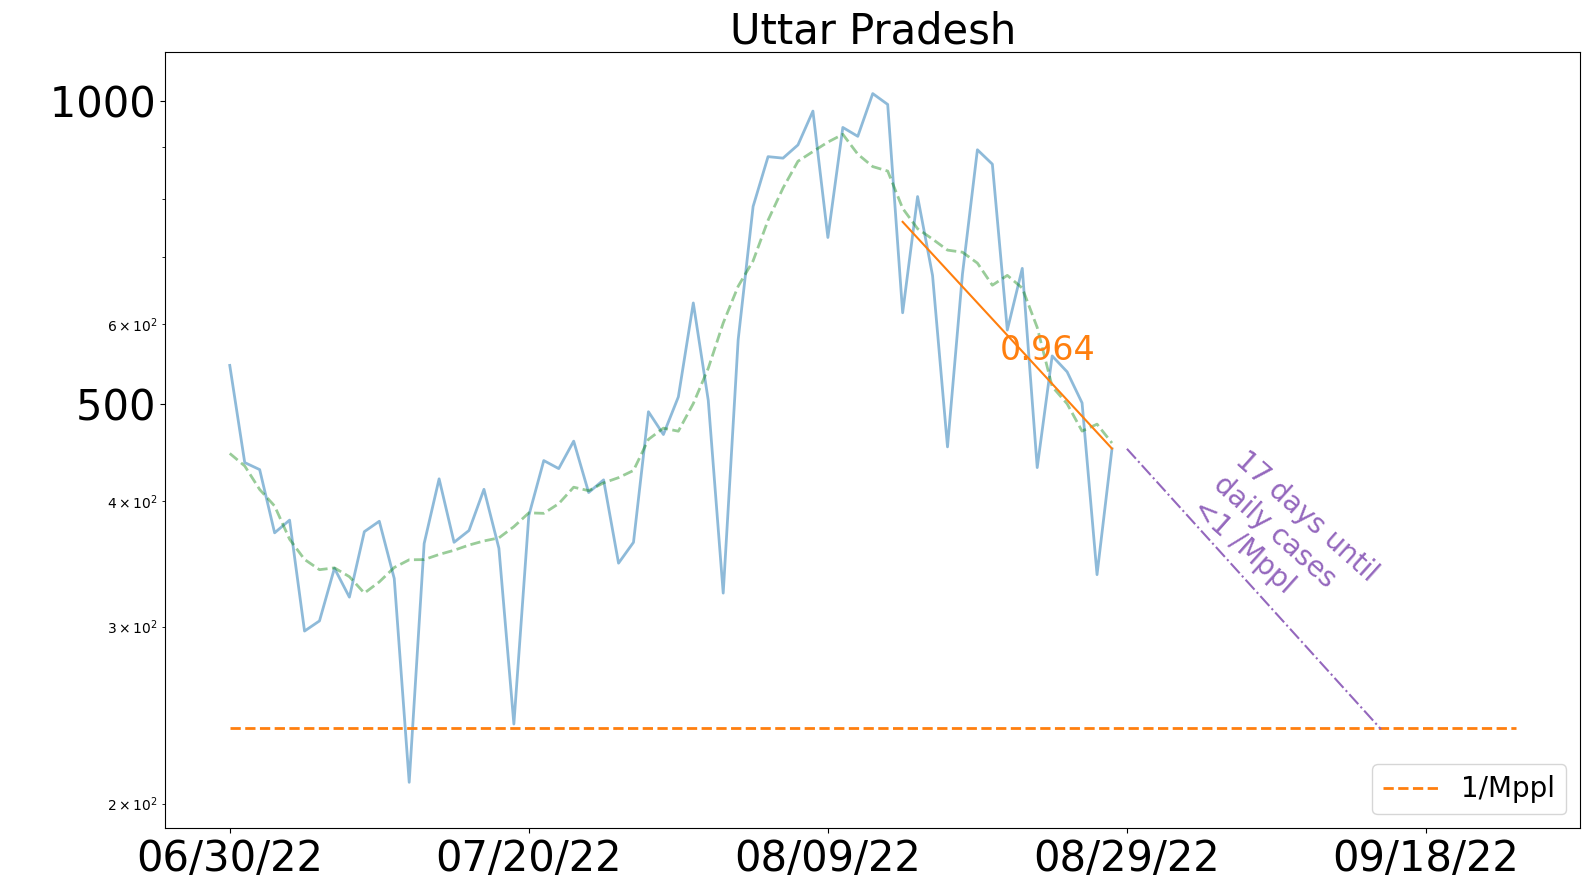 Uttar Pradesh
1000
6 × 10²
500
4 × 10²
3 × 10²
2 × 10²
0.964
17 days until
daily cases
<1 /Mppl
1/Mppl
06/30/22 07/20/22 08/09/22 08/29/22 09/18/22